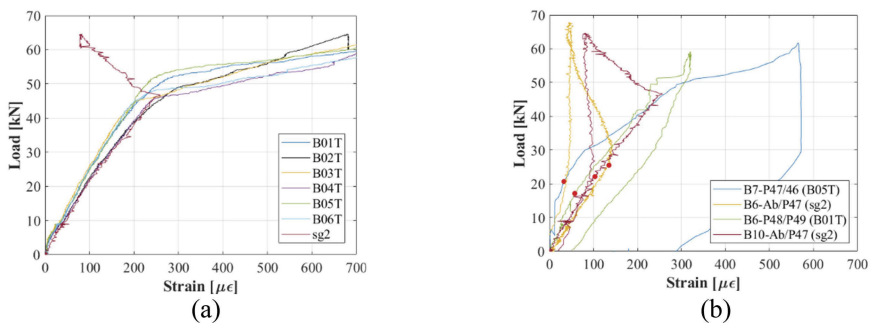 70
60
50
40
30
20
10
0
Load [kN]
B01T
B02T
B03T
B04T
B05T
B06T
sg2
0 100 200 300 400 500 600 700
Strain [με]
(a)
70
60
50
40
30
20
10
0
Load [kN]
B7-P47/46 (B05T)
B6-Ab/P47 (sg2)
B6-P48/P49 (B01T)
B10-Ab/P47 (sg2)
0 100 200 300 400 500 600 700
Strain [με]
(b)